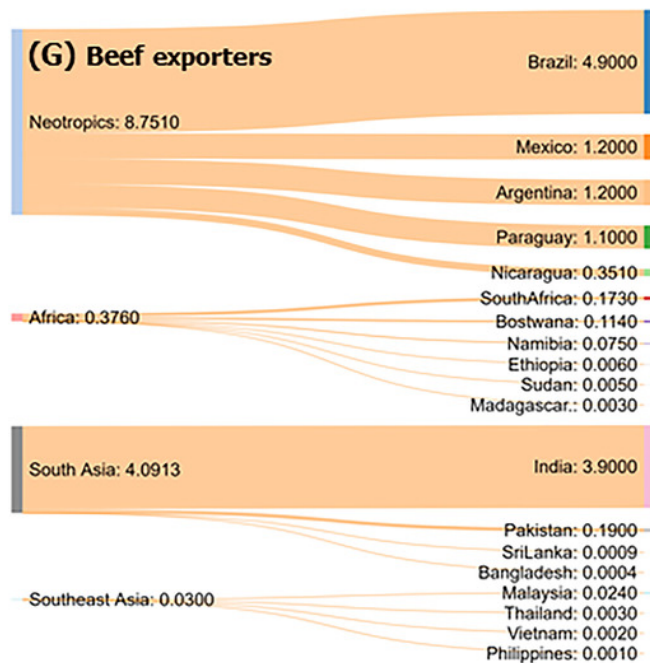 (G) Beef exporters
Brazil: 4.9000
Neotropics: 8.7510
Mexico: 1.2000
Argentina: 1.2000
Paraguay: 1.1000
Nicaragua: 0.3510
SouthAfrica: 0.1730
Africa: 0.3760
Bostwana: 0.1140
Namibia: 0.0750
Ethiopia: 0.0060
Sudan: 0.0050
Madagascar.: 0.0030
South Asia: 4.0913
India: 3.9000
Pakistan: 0.1900
SriLanka: 0.0009
Bangladesh: 0.0004
Malaysia: 0.0240
Southeast Asia: 0.0300
Thailand: 0.0030
Vietnam: 0.0020
Philippines: 0.0010